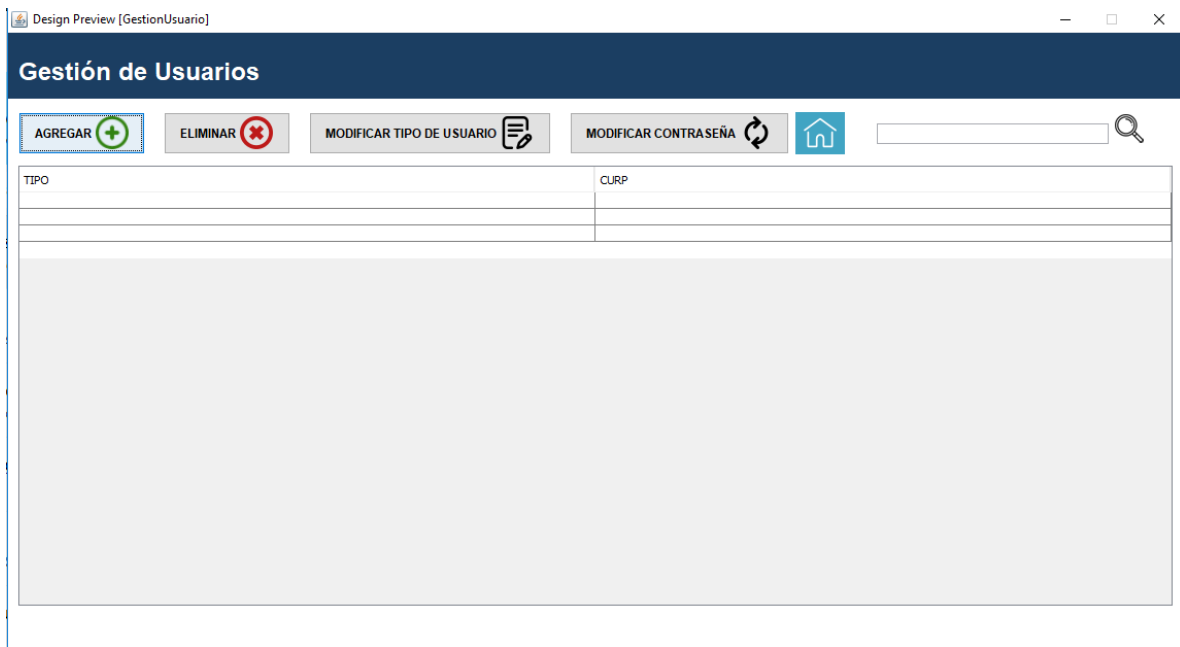 Design Preview [GestionUsuario]
Gestión de Usuarios
AGREGAR ELIMINAR MODIFICAR TIPO DE USUARIO MODIFICAR CONTRASEÑA
TIPO CURP